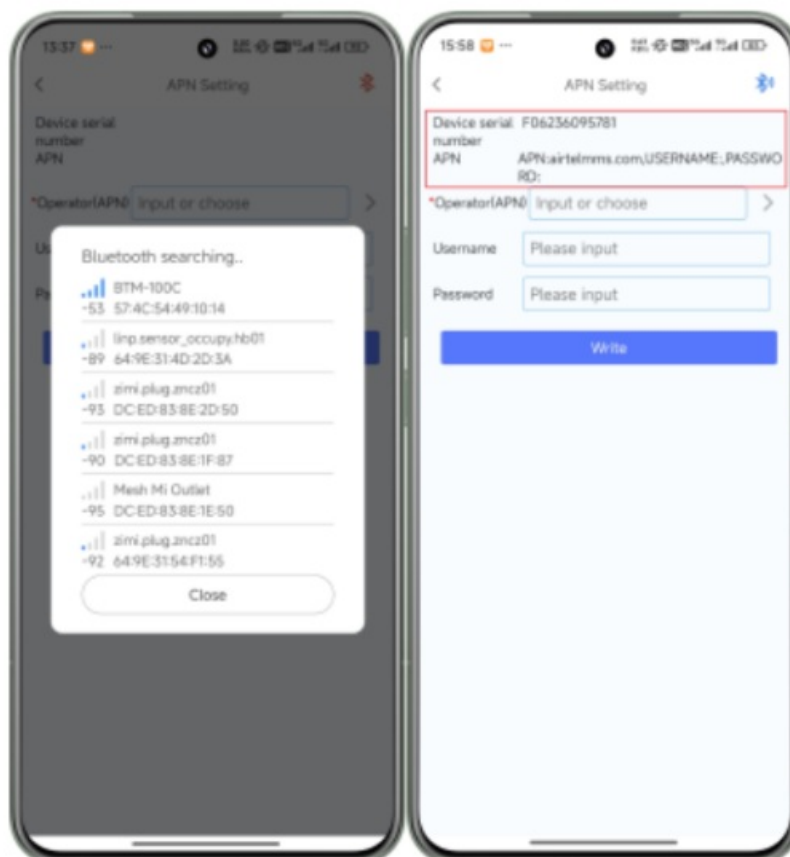 13:37
APN Setting
Device serial
number
APN
*Operator(APN) Input or choose
Bluetooth searching..
BTM-100C
-53 57:4C:54:49:10:14
linp.sensor_occupy.hb01
-89 64:9E:31:4D:2D:3A
zimi.plug.zncz01
-93 DC:ED:83:8E:2D:50
zimi.plug.zncz01
-90 DC:ED:83:8E:1F:87
Mesh Mi Outlet
-95 DC:ED:83:8E:1E:50
zimi.plug.zncz01
-92 64:9E:31:54:F1:55
Close
15:58
APN Setting
Device serial F06236095781
number
APN APN:airtelmms.com,USERNAME:,PASSWO
RD:
*Operator(APN) Input or choose
Username Please input
Password Please input
Write